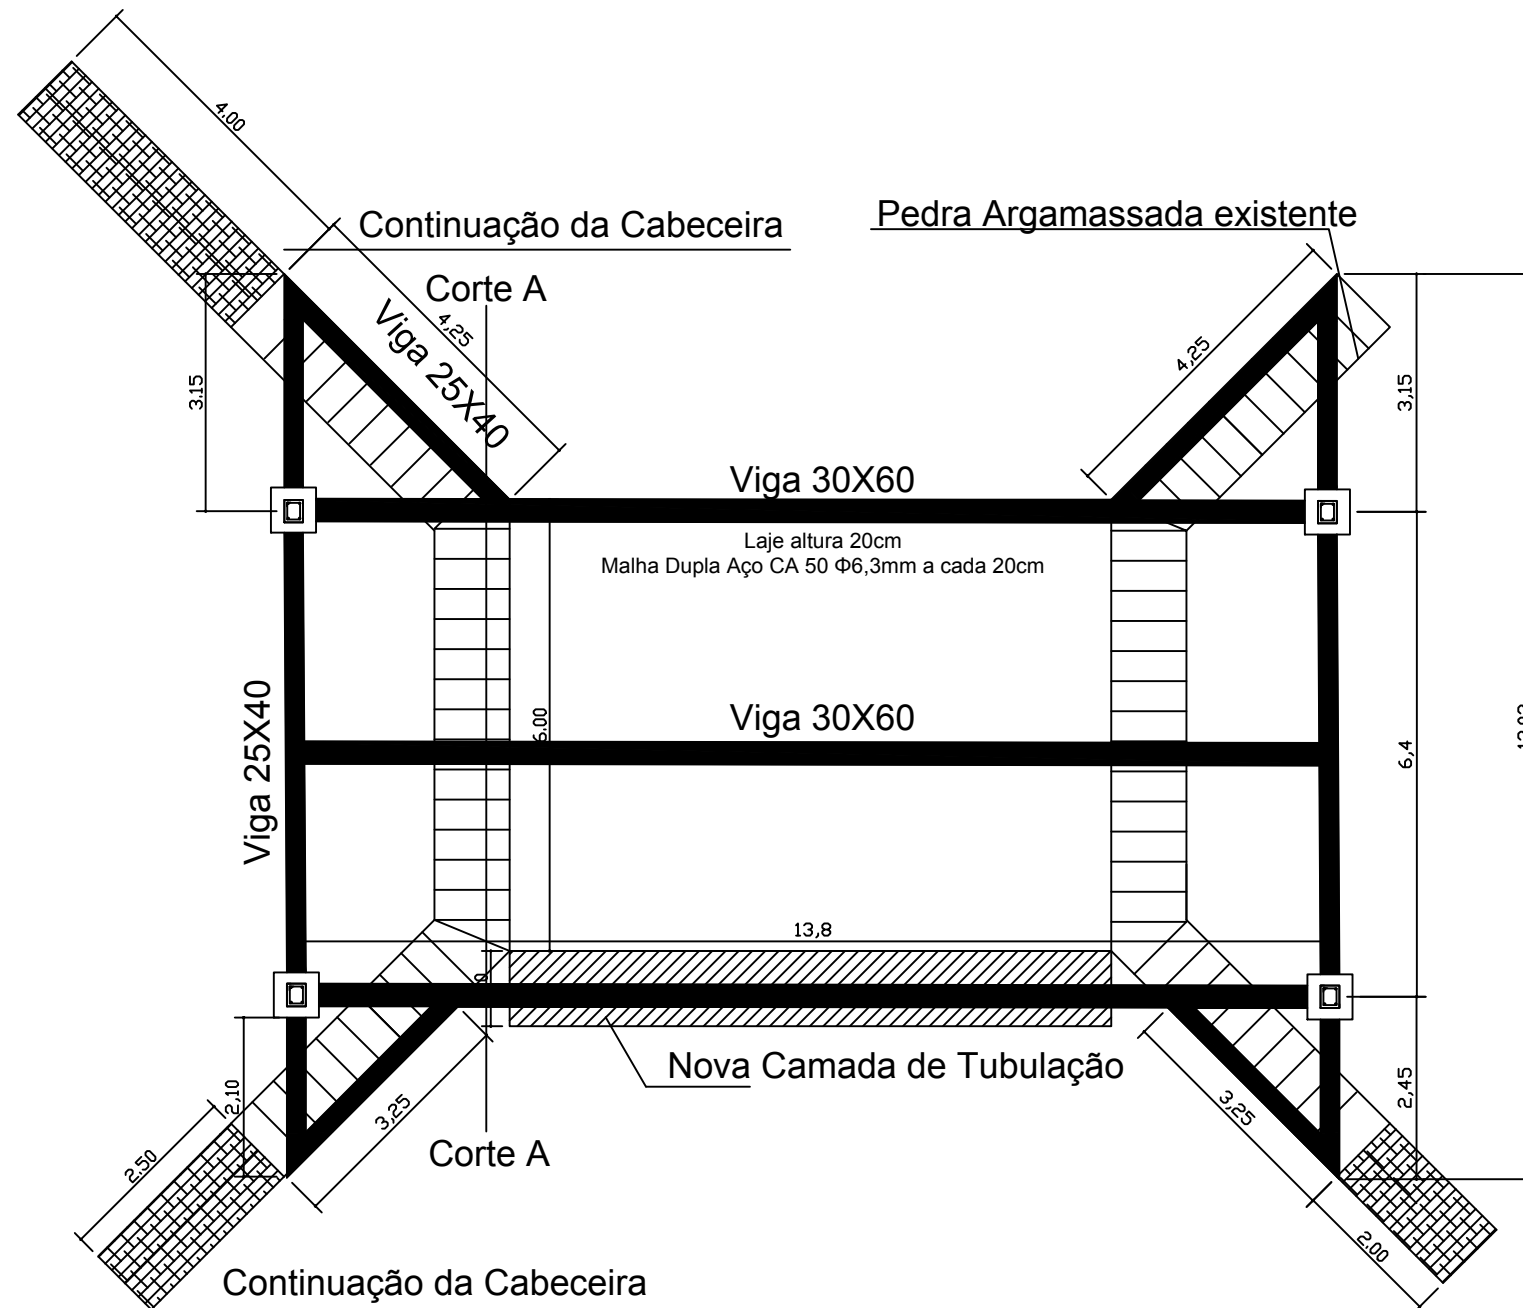 4.00
Continuação da Cabeceira
Pedra Argamassada existente
Corte A
4,25
Viga 25X40
4,25
3.15
3,15
Viga 30X60
Laje altura 20cm
Malha Dupla Aço CA 50 Φ6,3mm a cada 20cm
Viga 25X40
6.00
Viga 30X60
6,4
13,8
Nova Camada de Tubulação
2,10
3,25
3,25
2,45
2.50
Corte A
2.00
Continuação da Cabeceira